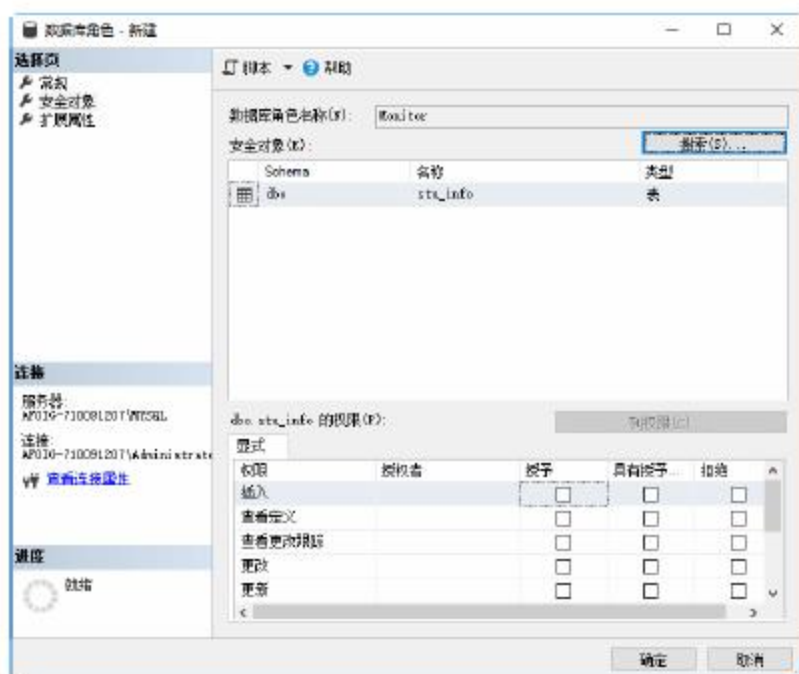 数据库角色 - 新建
选择页
常规
安全对象
扩展属性
脚本 帮助
数据库角色名称(N):
Monitor
安全对象(E):
搜索(S)...
Schema 名称 类型
dbo stu_info 表
连接
服务器:
连接:
查看连接属性
进度
就绪
dbo.stu_info 的权限(P):
列权限(C)...
显式
权限 授权者 授予 具有授予... 拒绝
插入
查看定义
查看更改跟踪
更改
更新
确定 取消